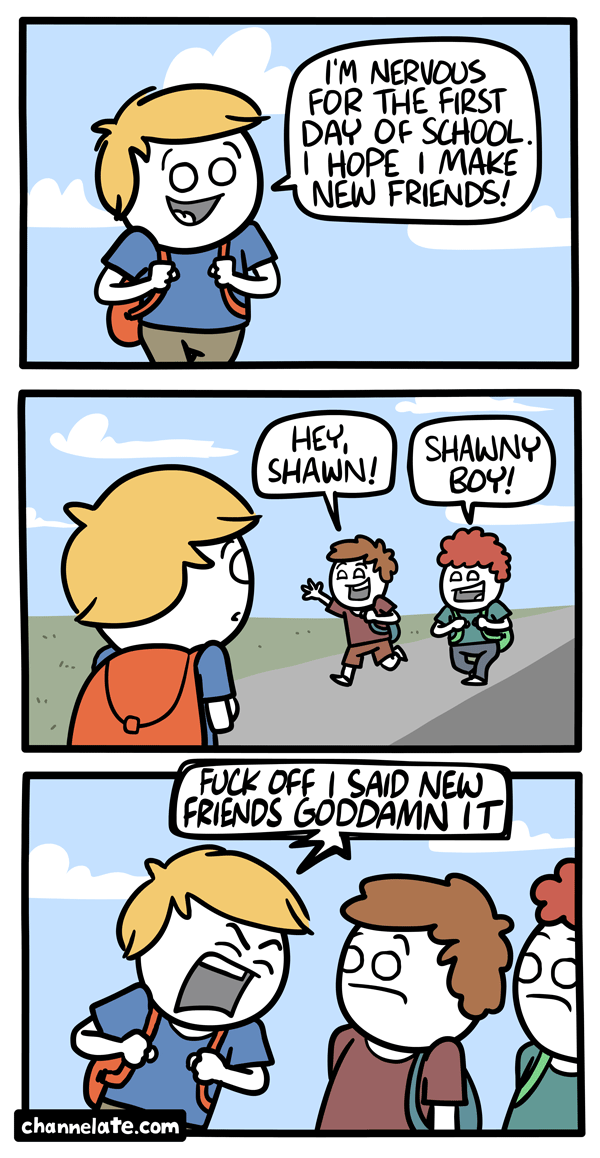 I'M NERVOUS
FOR THE FIRST
DAY OF SCHOOL.
I HOPE I MAKE
NEW FRIENDS!
HEY,
SHAWN!
SHAWNY
BOY!
FUCK OFF I SAID NEW
FRIENDS GODDAMN IT
channelate.com